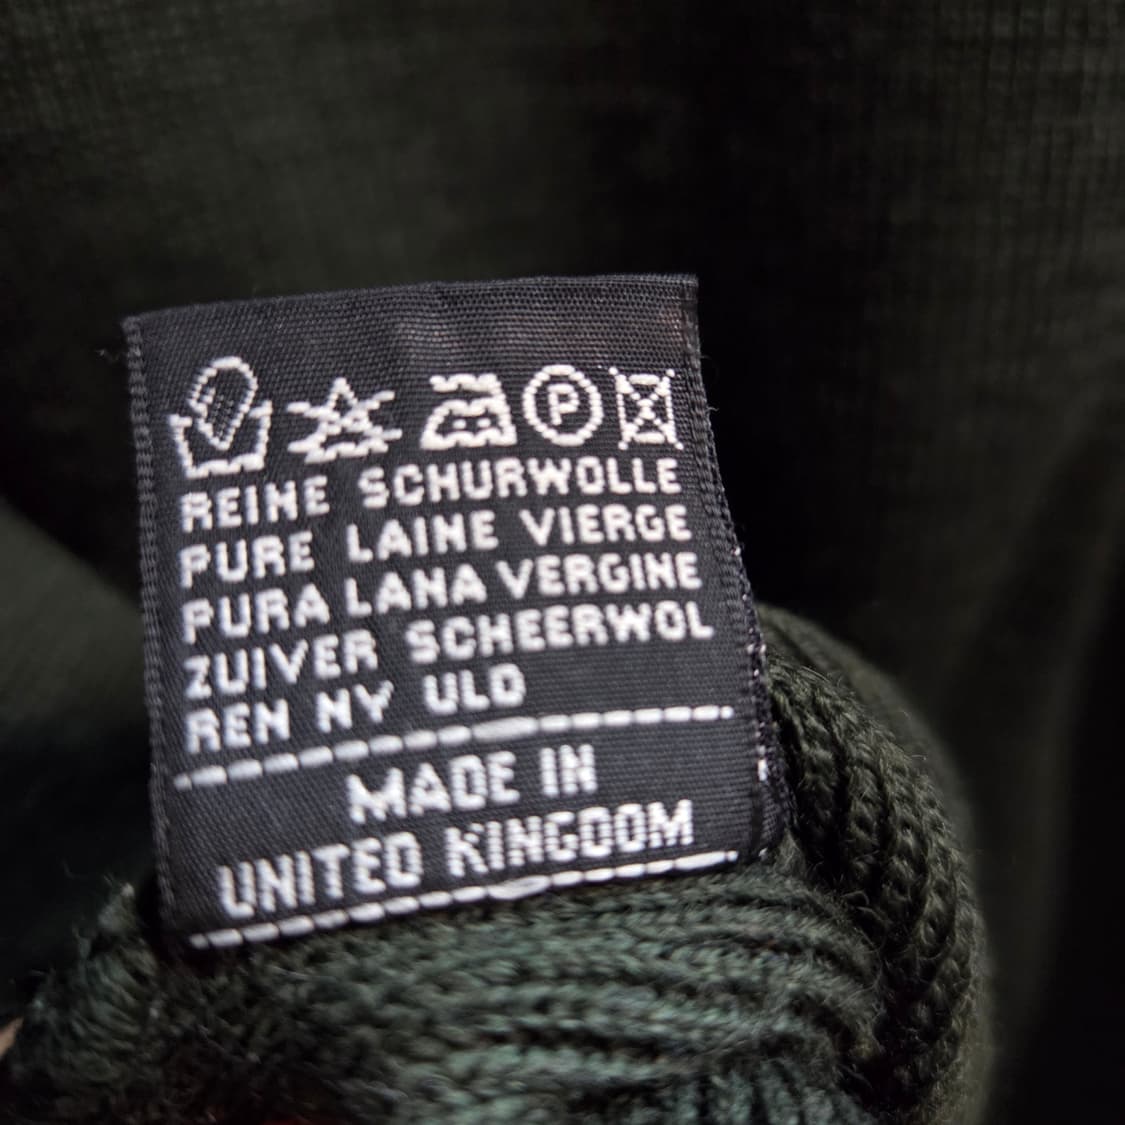 P
REINE SCHURWOLLE
PURE LAINE VIERGE
PURA LANA VERGINE
ZUIVER SCHEERWOL
REN NY ULD
MADE IN
UNITED KINGDOM